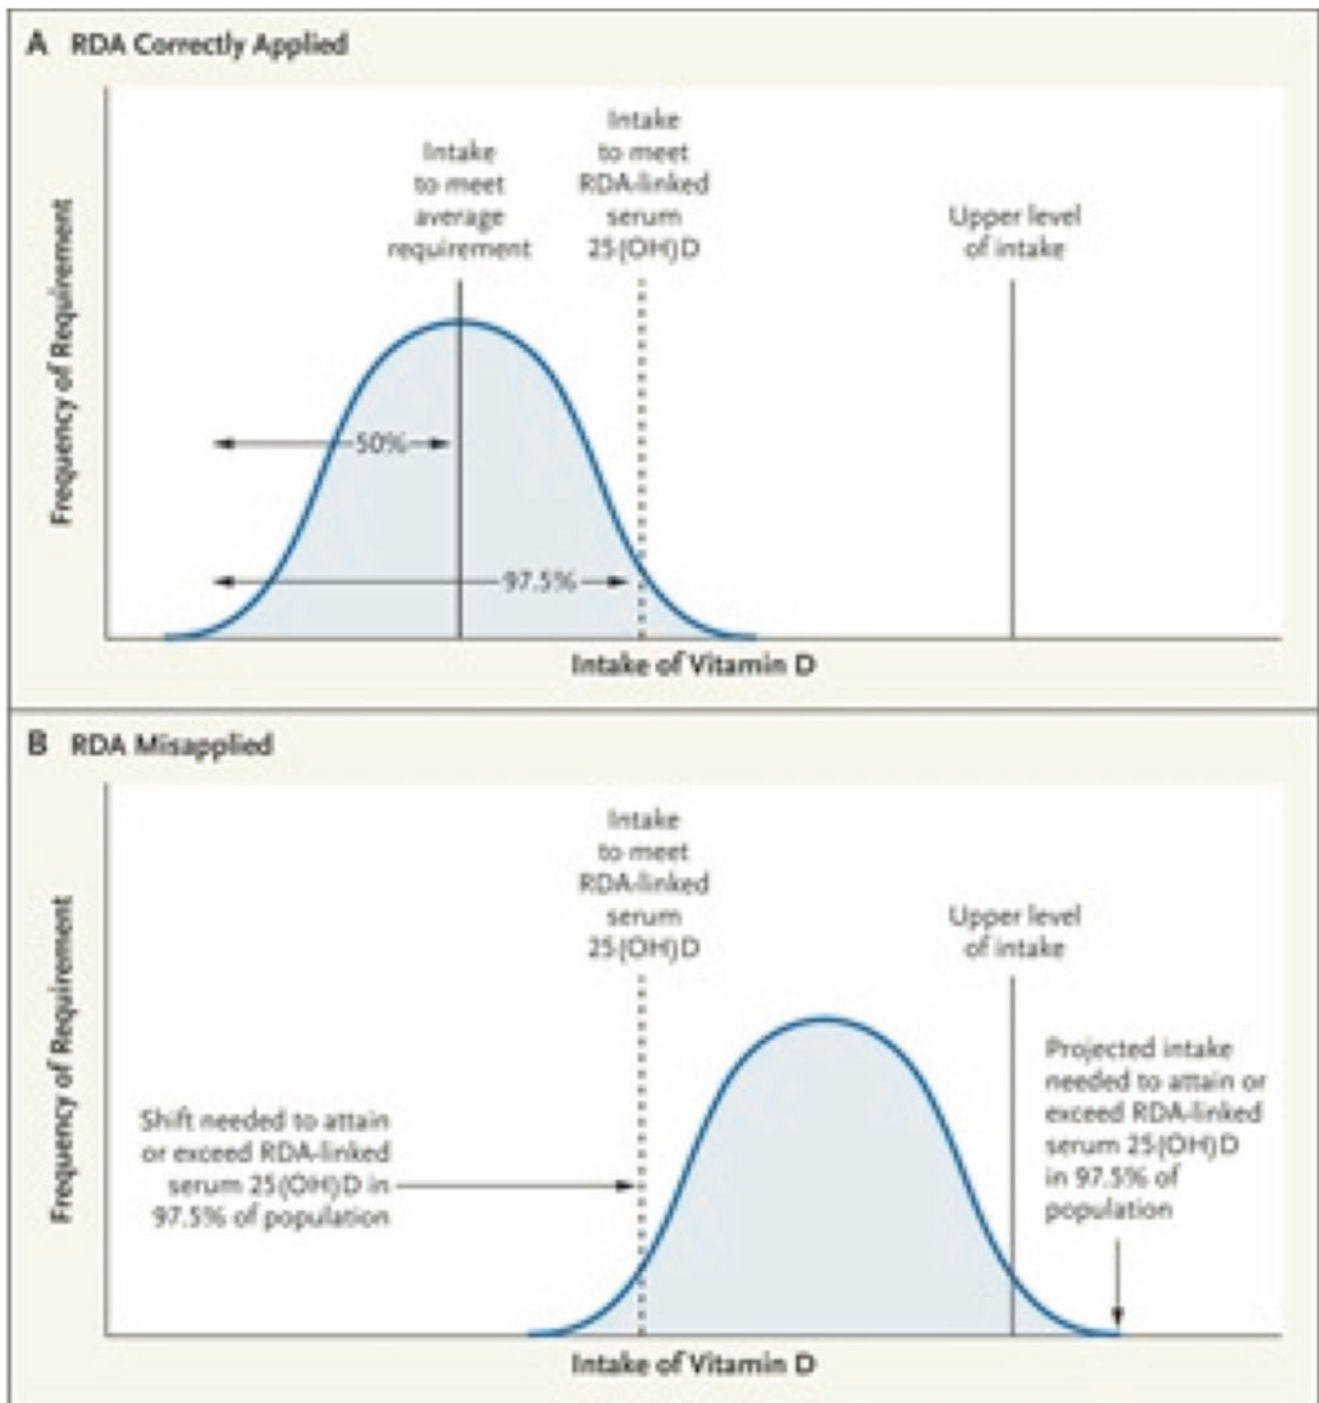 A RDA Correctly Applied
Intake
to meet
average
requirement
Intake
to meet
RDA-linked
serum
25(OH)D
Upper level
of intake
Frequency of Requirement
50%
97.5%
Intake of Vitamin D
B RDA Misapplied
Intake
to meet
RDA-linked
serum
25(OH)D
Upper level
of intake
Frequency of Requirement
Shift needed to attain
or exceed RDA-linked
serum 25(OH)D in
97.5% of population
Projected intake
needed to attain or
exceed RDA-linked
serum 25(OH)D
in 97.5% of
population
Intake of Vitamin D